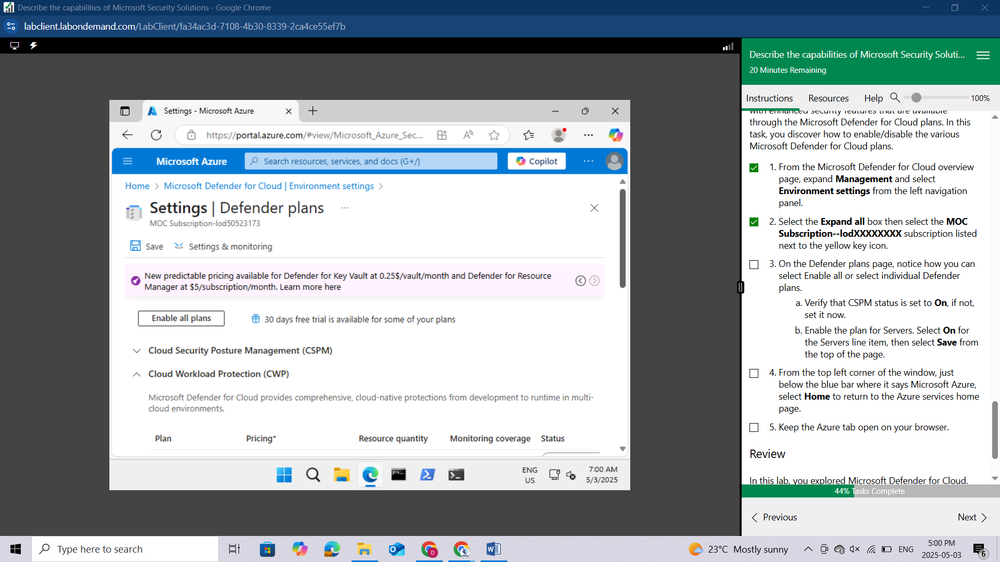 Describe the capabilities of Microsoft Security Solutions - Google Chrome
labclient.labondemand.com/LabClient/fa34ac3d-7108-4b30-8339-2ca4ce55ef7b
Settings - Microsoft Azure
https://portal.azure.com/#view/Microsoft_Azure_Sec...
Microsoft Azure
Search resources, services, and docs (G+/)
Copilot
Home > Microsoft Defender for Cloud | Environment settings >
Settings | Defender plans ...
MOC Subscription-lod50523173
Save
Settings & monitoring
New predictable pricing available for Defender for Key Vault at 0.25$/vault/month and Defender for Resource
Manager at $5/subscription/month. Learn more here
Enable all plans
30 days free trial is available for some of your plans
Cloud Security Posture Management (CSPM)
Cloud Workload Protection (CWP)
Microsoft Defender for Cloud provides comprehensive, cloud-native protections from development to runtime in multi-
cloud environments.
Plan Pricing* Resource quantity Monitoring coverage Status
ENG
US
7:00 AM
5/3/2025
Describe the capabilities of Microsoft Security Soluti...
20 Minutes Remaining
Instructions Resources Help 100%
with enhanced security features that are available
through the Microsoft Defender for Cloud plans. In this
task, you discover how to enable/disable the various
Microsoft Defender for Cloud plans.
1. From the Microsoft Defender for Cloud overview
page, expand Management and select
Environment settings from the left navigation
panel.
2. Select the Expand all box then select the MOC
Subscription--lodXXXXXXXX subscription listed
next to the yellow key icon.
3. On the Defender plans page, notice how you can
select Enable all or select individual Defender
plans.
a. Verify that CSPM status is set to On, if not,
set it now.
b. Enable the plan for Servers. Select On for
the Servers line item, then select Save from
the top of the page.
4. From the top left corner of the window, just
below the blue bar where it says Microsoft Azure,
select Home to return to the Azure services home
page.
5. Keep the Azure tab open on your browser.
Review
In this lab, you explored Microsoft Defender for Cloud.
44% Tasks Complete
Previous
Next
Type here to search
23°C Mostly sunny
ENG
5:00 PM
2025-05-03
6